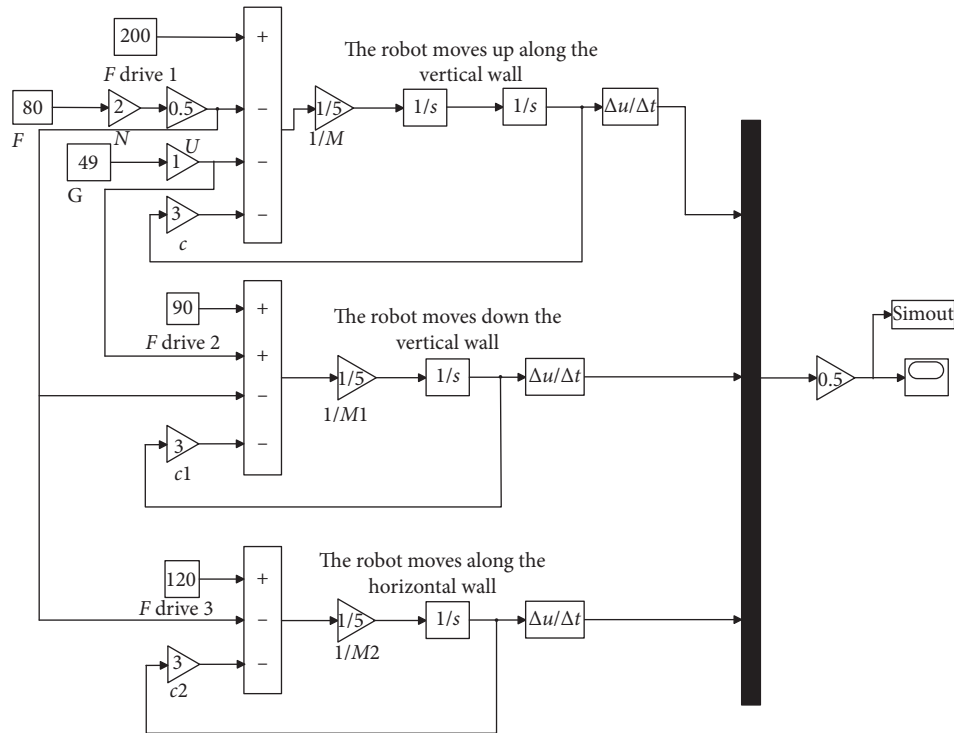 200
+
The robot moves up along the
vertical wall
F drive 1
80
2
0.5
−
1/5
1/s
1/s
Δu/Δt
F
N
U
1/M
49
1
−
G
3
−
c
90
+
The robot moves down the
vertical wall
Simout
F drive 2
+
1/5
1/s
Δu/Δt
0.5
−
1/M1
3
−
c1
120
+
The robot moves along the
horizontal wall
F drive 3
−
1/5
1/s
Δu/Δt
1/M2
3
−
c2